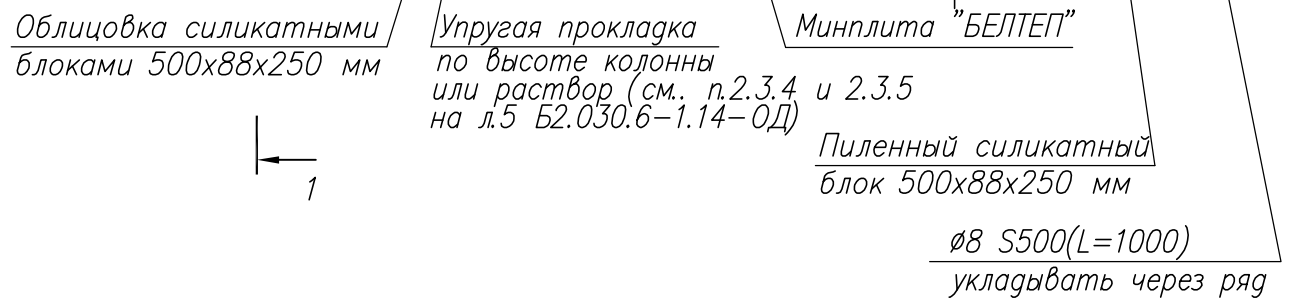 Облицовка силикатными
блоками 500х88х250 мм
Упругая прокладка
по высоте колонны
или раствор (см.. п.2.3.4 и 2.3.5
на л.5 Б2.030.6-1.14-ОД)
Минплита "БЕЛТЕП"
Пиленный силикатный
блок 500х88х250 мм
1
ø8 S500(L=1000)
укладывать через ряд